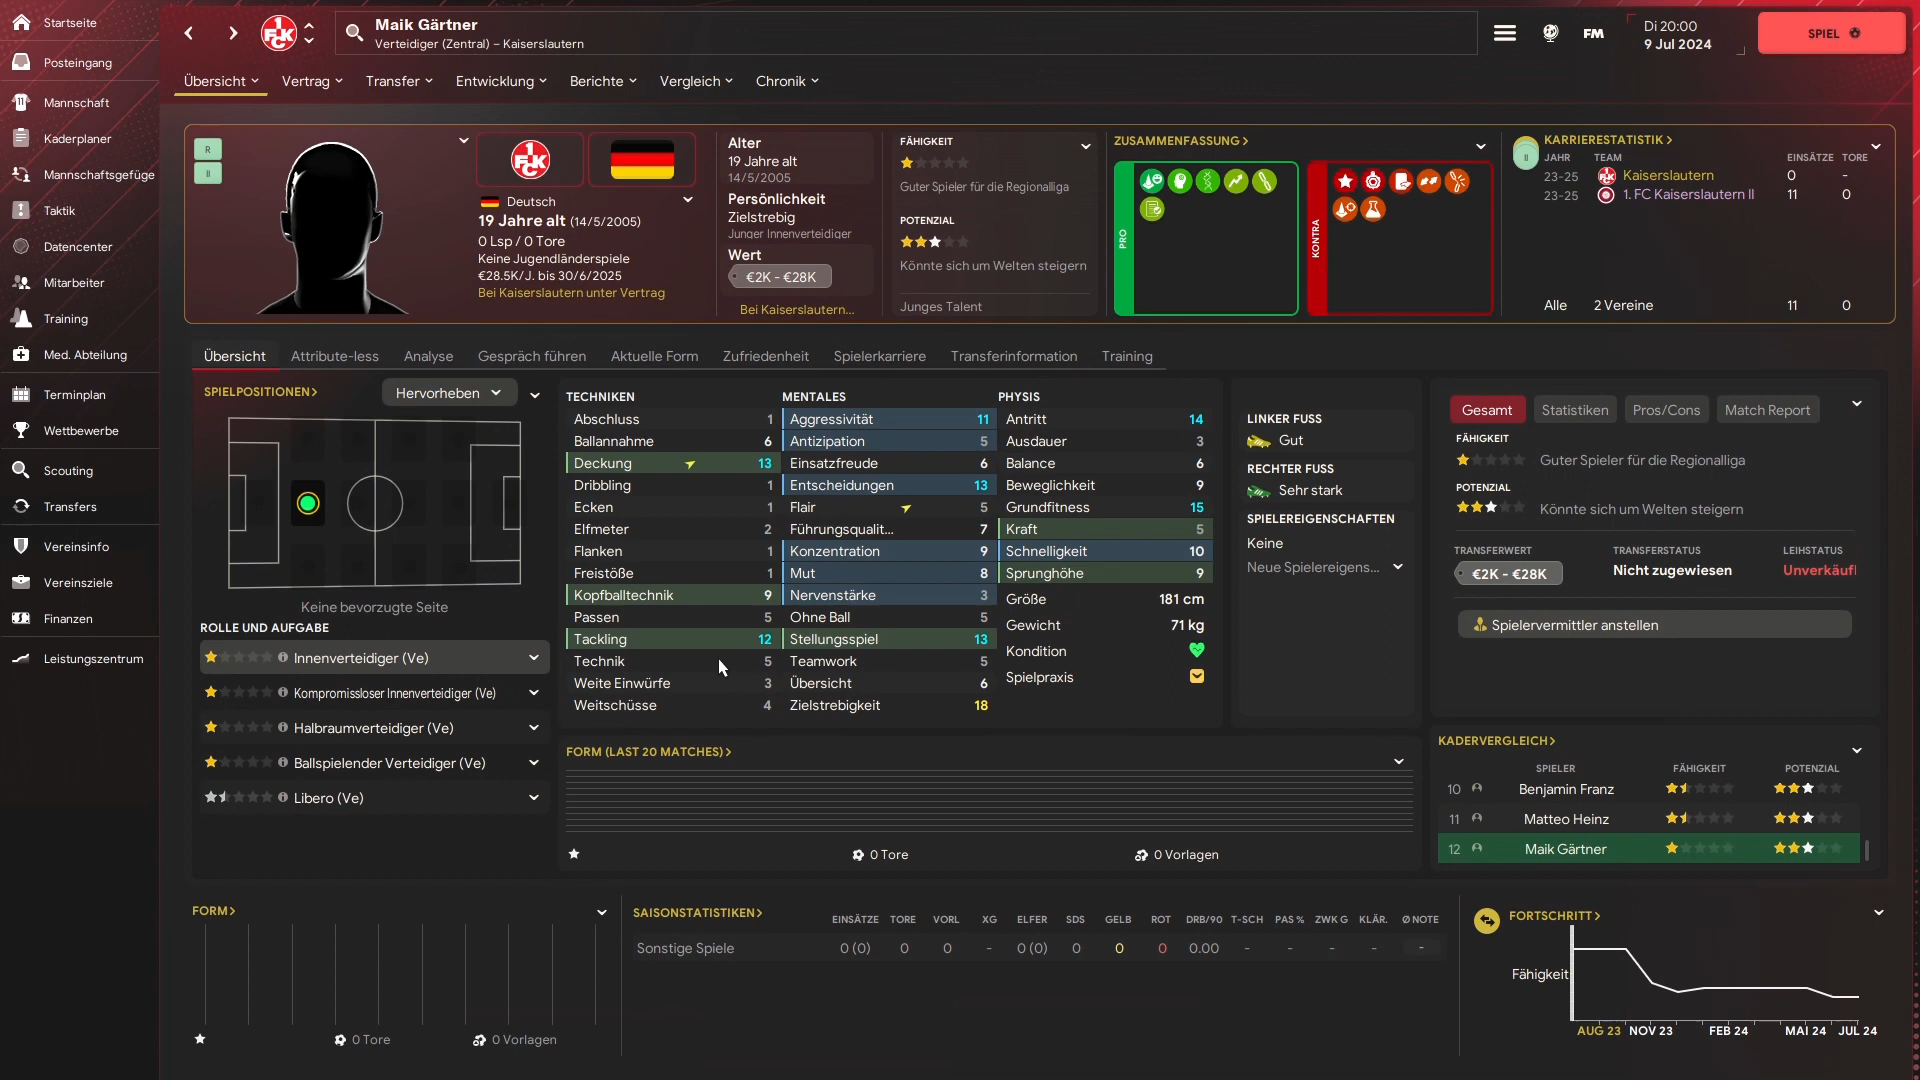 Startseite
Posteingang
Mannschaft
Kaderplaner
Mannschaftsgefüge
Taktik
Datencenter
Mitarbeiter
Training
Med. Abteilung
Terminplan
Wettbewerbe
Scouting
Transfers
Vereinsinfo
Vereinsziele
Finanzen
Leistungszentrum
Maik Gärtner
Verteidiger (Zentral) – Kaiserslautern
FM
Di 20:00
9 Jul 2024
SPIEL
Übersicht Vertrag Transfer Entwicklung Berichte Vergleich Chronik
R
II
Deutsch
19 Jahre alt (14/5/2005)
0 Lsp / 0 Tore
Keine Jugendländerspiele
€28.5K/J. bis 30/6/2025
Bei Kaiserslautern unter Vertrag
Alter
19 Jahre alt
14/5/2005
Persönlichkeit
Zielstrebig
Junger Innenverteidiger
Wert
€2K - €28K
Bei Kaiserslautern...
FÄHIGKEIT
Guter Spieler für die Regionalliga
POTENZIAL
Könnte sich um Welten steigern
Junges Talent
ZUSAMMENFASSUNG>
PRO
KONTRA
KARRIERESTATISTIK>
II
JAHR TEAM EINSÄTZE TORE
23-25 Kaiserslautern 0 -
23-25 1. FC Kaiserslautern II 11 0
Alle 2 Vereine 11 0
Übersicht Attribute-less Analyse Gespräch führen Aktuelle Form Zufriedenheit Spielerkarriere Transferinformation Training
SPIELPOSITIONEN>
Hervorheben
Keine bevorzugte Seite
ROLLE UND AUFGABE
Innenverteidiger (Ve)
Kompromissloser Innenverteidiger (Ve)
Halbraumverteidiger (Ve)
Ballspielender Verteidiger (Ve)
Libero (Ve)
TECHNIKEN
Abschluss 1
Ballannahme 6
Deckung 13
Dribbling 1
Ecken 1
Elfmeter 2
Flanken 1
Freistöße 1
Kopfballtechnik 9
Passen 5
Tackling 12
Technik 5
Weite Einwürfe 3
Weitschüsse 4
MENTALES
Aggressivität 11
Antizipation 5
Einsatzfreude 6
Entscheidungen 13
Flair 5
Führungsqualit... 7
Konzentration 9
Mut 8
Nervenstärke 3
Ohne Ball 5
Stellungsspiel 13
Teamwork 5
Übersicht 6
Zielstrebigkeit 18
PHYSIS
Antritt 14
Ausdauer 3
Balance 6
Beweglichkeit 9
Grundfitness 15
Kraft 5
Schnelligkeit 10
Sprunghöhe 9
Größe 181 cm
Gewicht 71 kg
Kondition
Spielpraxis
LINKER FUSS
Gut
RECHTER FUSS
Sehr stark
SPIELEREIGENSCHAFTEN
Keine
Neue Spielereigens...
Gesamt Statistiken Pros/Cons Match Report
FÄHIGKEIT
Guter Spieler für die Regionalliga
POTENZIAL
Könnte sich um Welten steigern
TRANSFERWERT TRANSFERSTATUS LEIHSTATUS
€2K - €28K Nicht zugewiesen Unverkäufl
Spielervermittler anstellen
FORM (LAST 20 MATCHES)>
0 Tore 0 Vorlagen
KADERVERGLEICH>
SPIELER FÄHIGKEIT POTENZIAL
10 Benjamin Franz
11 Matteo Heinz
12 Maik Gärtner
FORM>
0 Tore 0 Vorlagen
SAISONSTATISTIKEN>
EINSÄTZE TORE VORL XG ELFER SDS GELB ROT DRB/90 T-SCH PAS % ZWK G KLÄR. Ø NOTE
Sonstige Spiele 0 (0) 0 0 - 0 (0) 0 0 0 0.00 - - - - -
FORTSCHRITT>
Fähigkeit
AUG 23 NOV 23 FEB 24 MAI 24 JUL 24